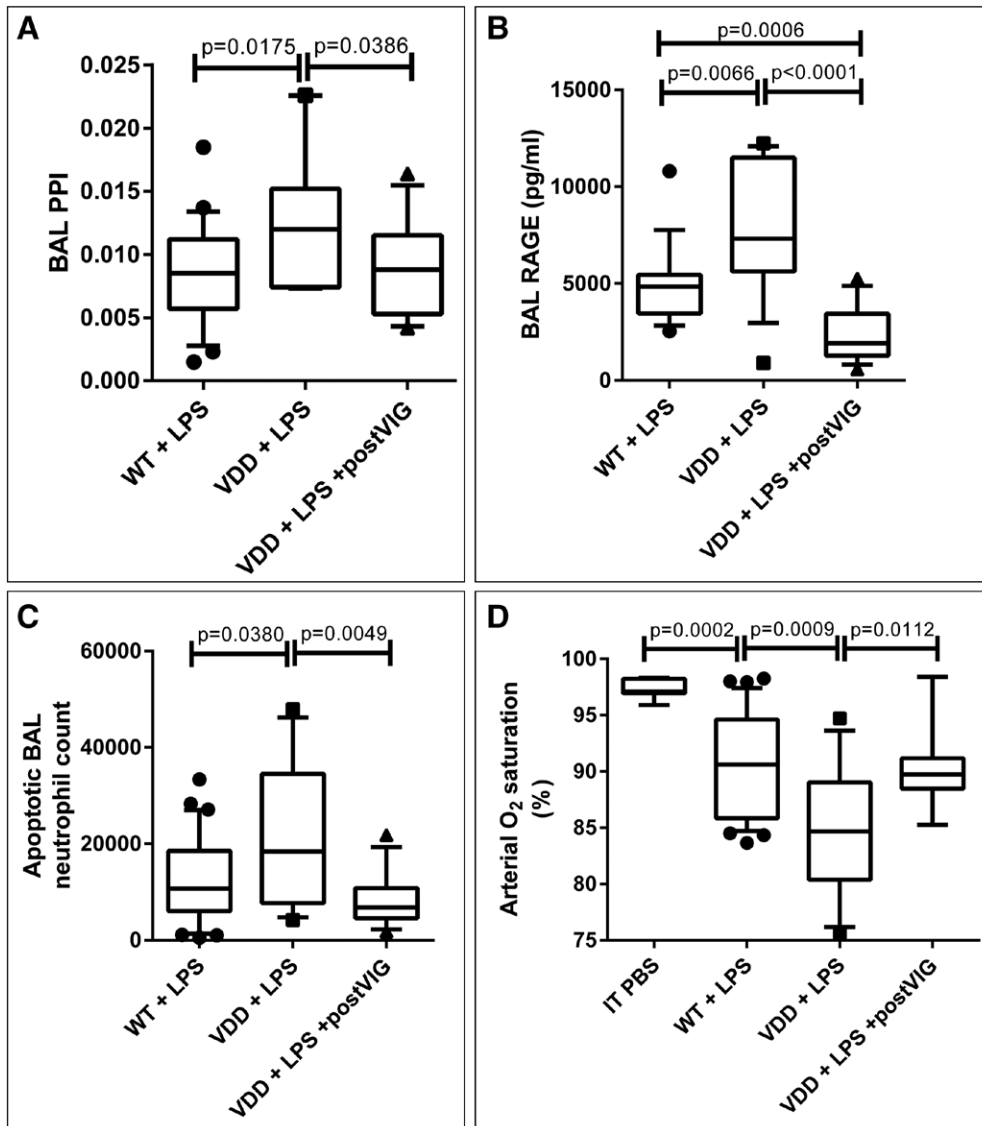 A
p=0.0175 p=0.0386
BAL PPI
0.025
0.020
0.015
0.010
0.005
0.000
WT + LPS
VDD + LPS
VDD + LPS +postVIG
B
p=0.0006
p=0.0066 p<0.0001
BAL RAGE (pg/ml)
15000
10000
5000
0
WT + LPS
VDD + LPS
VDD + LPS +postVIG
C
p=0.0380 p=0.0049
Apoptotic BAL
neutrophil count
60000
40000
20000
0
WT + LPS
VDD + LPS
VDD + LPS +postVIG
D
p=0.0002 p=0.0009 p=0.0112
Arterial O₂ saturation
(%)
100
95
90
85
80
75
IT PBS
WT + LPS
VDD + LPS
VDD + LPS +postVIG